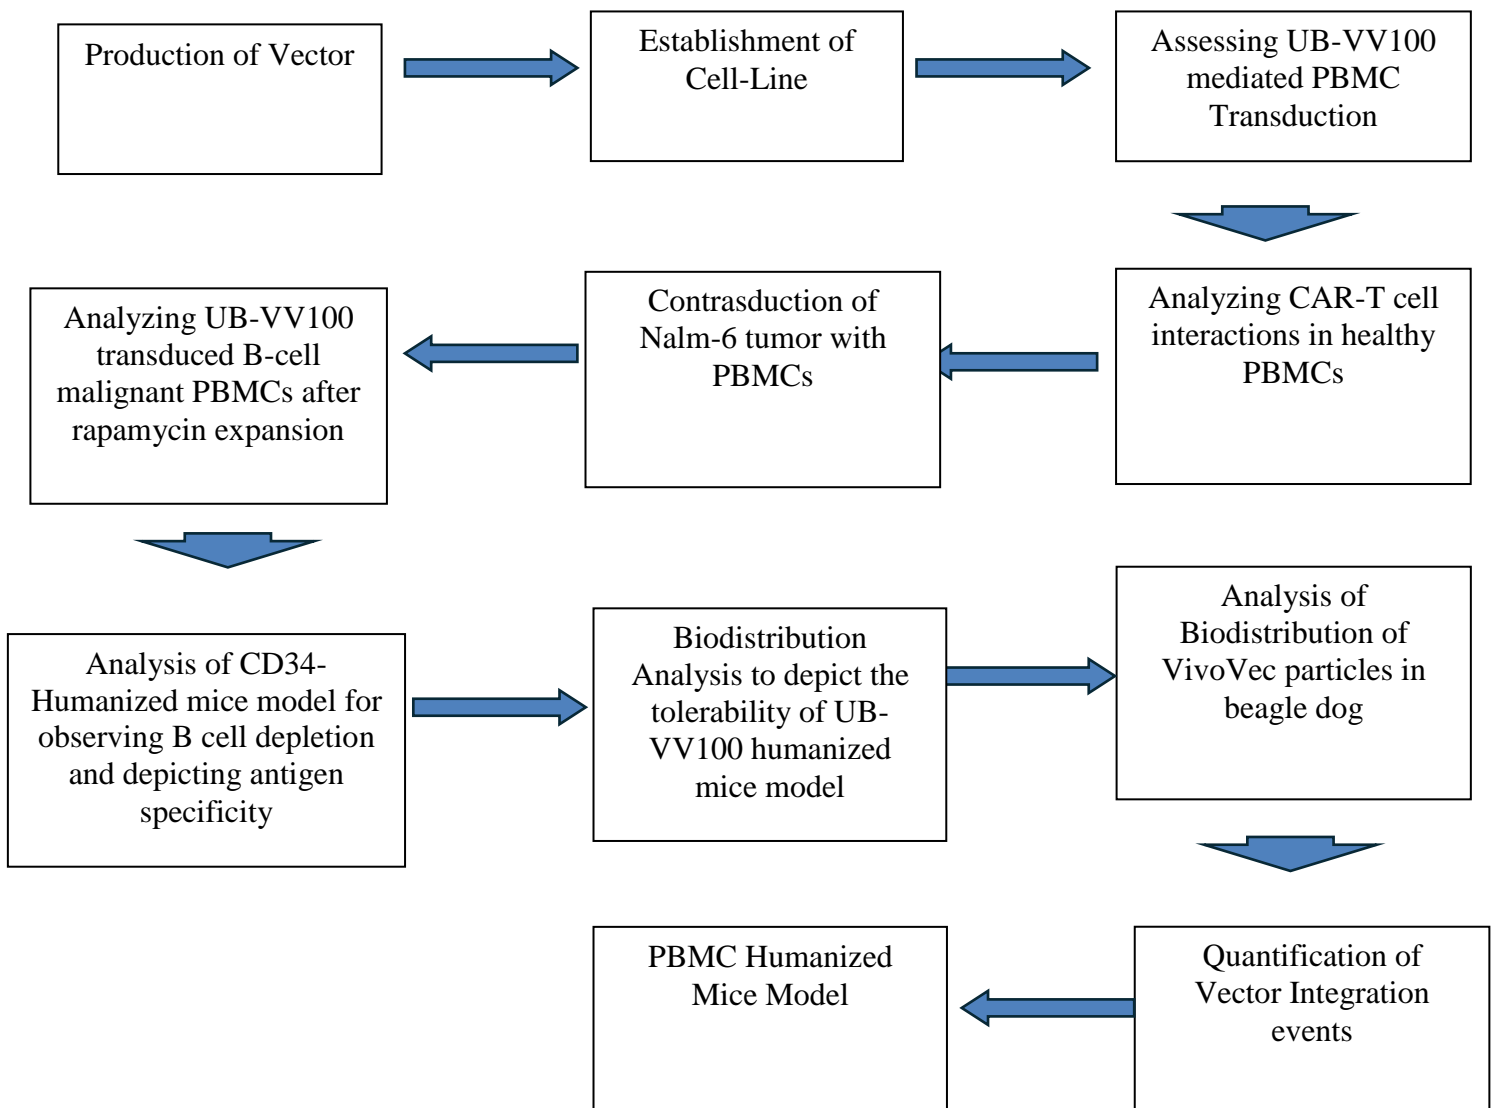 Production of Vector
Establishment of
Cell-Line
Assessing UB-VV100
mediated PBMC
Transduction
Analyzing CAR-T cell
interactions in healthy
PBMCs
Contrasduction of
Nalm-6 tumor with
PBMCs
Analyzing UB-VV100
transduced B-cell
malignant PBMCs after
rapamycin expansion
Analysis of CD34-
Humanized mice model for
observing B cell depletion
and depicting antigen
specificity
Biodistribution
Analysis to depict the
tolerability of UB-
VV100 humanized
mice model
Analysis of
Biodistribution of
VivoVec particles in
beagle dog
Quantification of
Vector Integration
events
PBMC Humanized
Mice Model